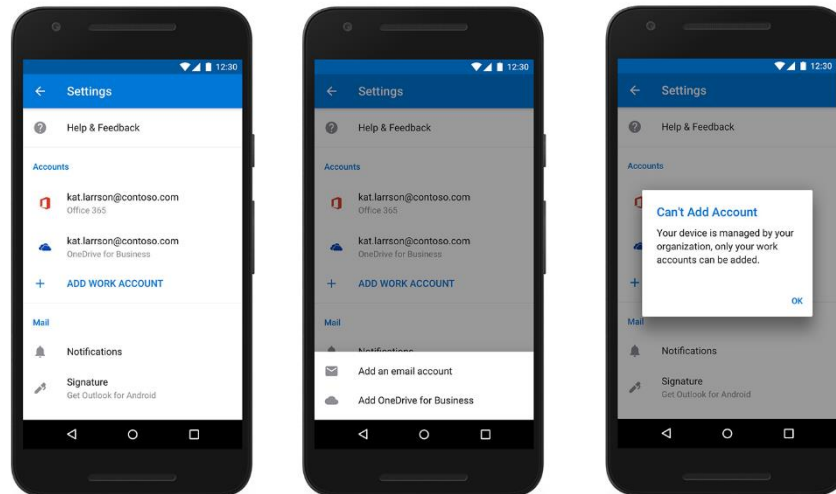 12:30
Settings
Help & Feedback
Accounts
kat.larrson@contoso.com
Office 365
kat.larrson@contoso.com
OneDrive for Business
ADD WORK ACCOUNT
Mail
Notifications
Signature
Get Outlook for Android
12:30
Settings
Help & Feedback
Accounts
kat.larrson@contoso.com
Office 365
kat.larrson@contoso.com
OneDrive for Business
ADD WORK ACCOUNT
Mail
Notifications
Add an email account
Add OneDrive for Business
12:30
Settings
Help & Feedback
Accounts
Can't Add Account
Your device is managed by your
organization, only your work
accounts can be added.
OK
Mail
Notifications
Signature
Get Outlook for Android